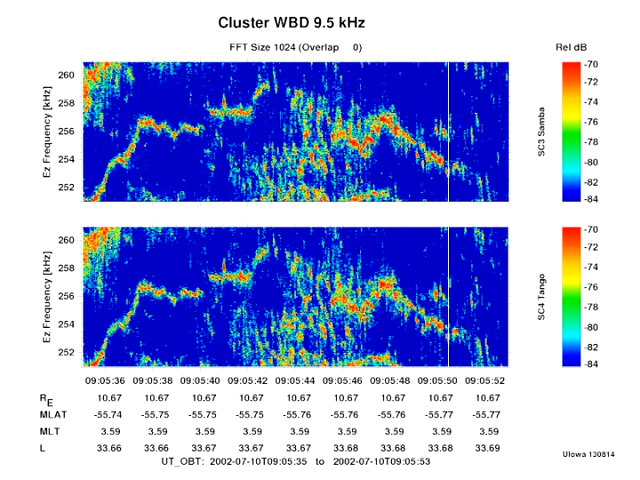 Cluster WBD 9.5 kHz
FFT Size 1024 (Overlap 0)
Rel dB
Ez Frequency [kHz]
260
258
256
254
252
-70
-72
-74
-76
-78
-80
-82
-84
SC3 Samba
Ez Frequency [kHz]
260
258
256
254
252
-70
-72
-74
-76
-78
-80
-82
-84
SC4 Tango
09:05:36 09:05:38 09:05:40 09:05:42 09:05:44 09:05:46 09:05:48 09:05:50 09:05:52
RE 10.67 10.67 10.67 10.67 10.67 10.67 10.67 10.67 10.67
MLAT -55.74 -55.75 -55.75 -55.75 -55.76 -55.76 -55.76 -55.77 -55.77
MLT 3.59 3.59 3.59 3.59 3.59 3.59 3.59 3.59 3.59
L 33.66 33.66 33.67 33.67 33.67 33.68 33.68 33.68 33.69
UT_OBT: 2002-07-10T09:05:35 to 2002-07-10T09:05:53
UIowa 130814